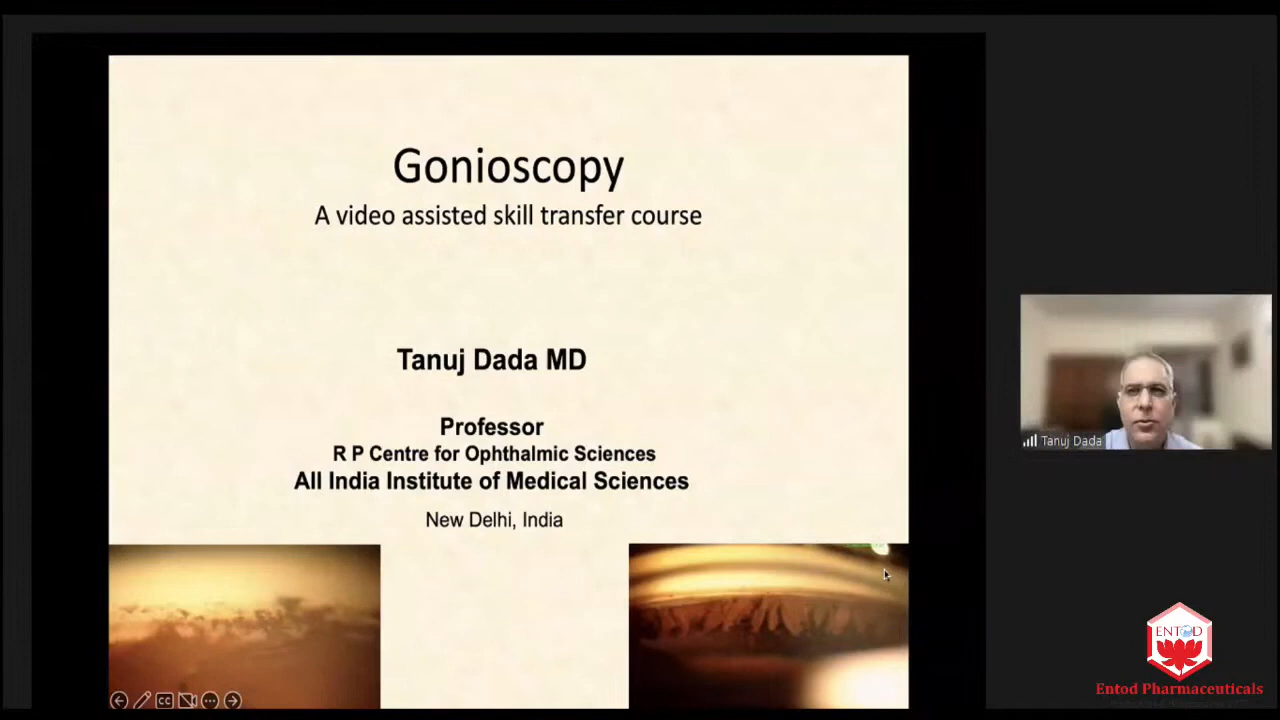 Gonioscopy
A video assisted skill transfer course
Tanuj Dada MD
Professor
R P Centre for Ophthalmic Sciences
All India Institute of Medical Sciences
New Delhi, India
CC
Tanuj Dada
ENTOD
Entod Pharmaceuticals